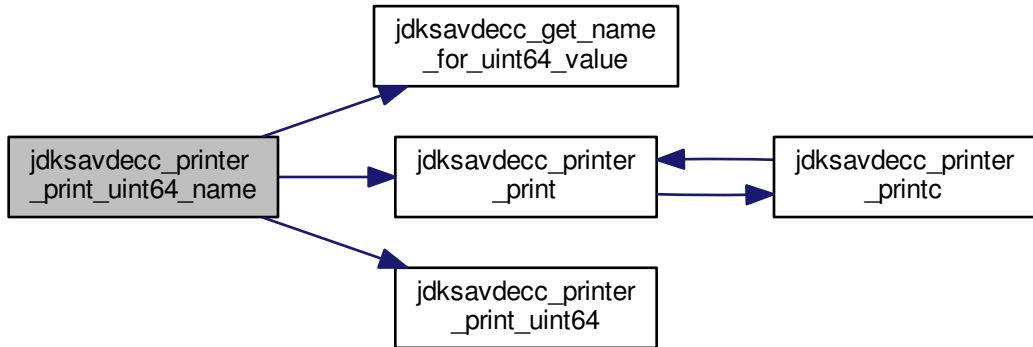 jdksavdecc_get_name
_for_uint64_value
jdksavdecc_printer
_print_uint64_name
jdksavdecc_printer
_print
jdksavdecc_printer
_printc
jdksavdecc_printer
_print_uint64